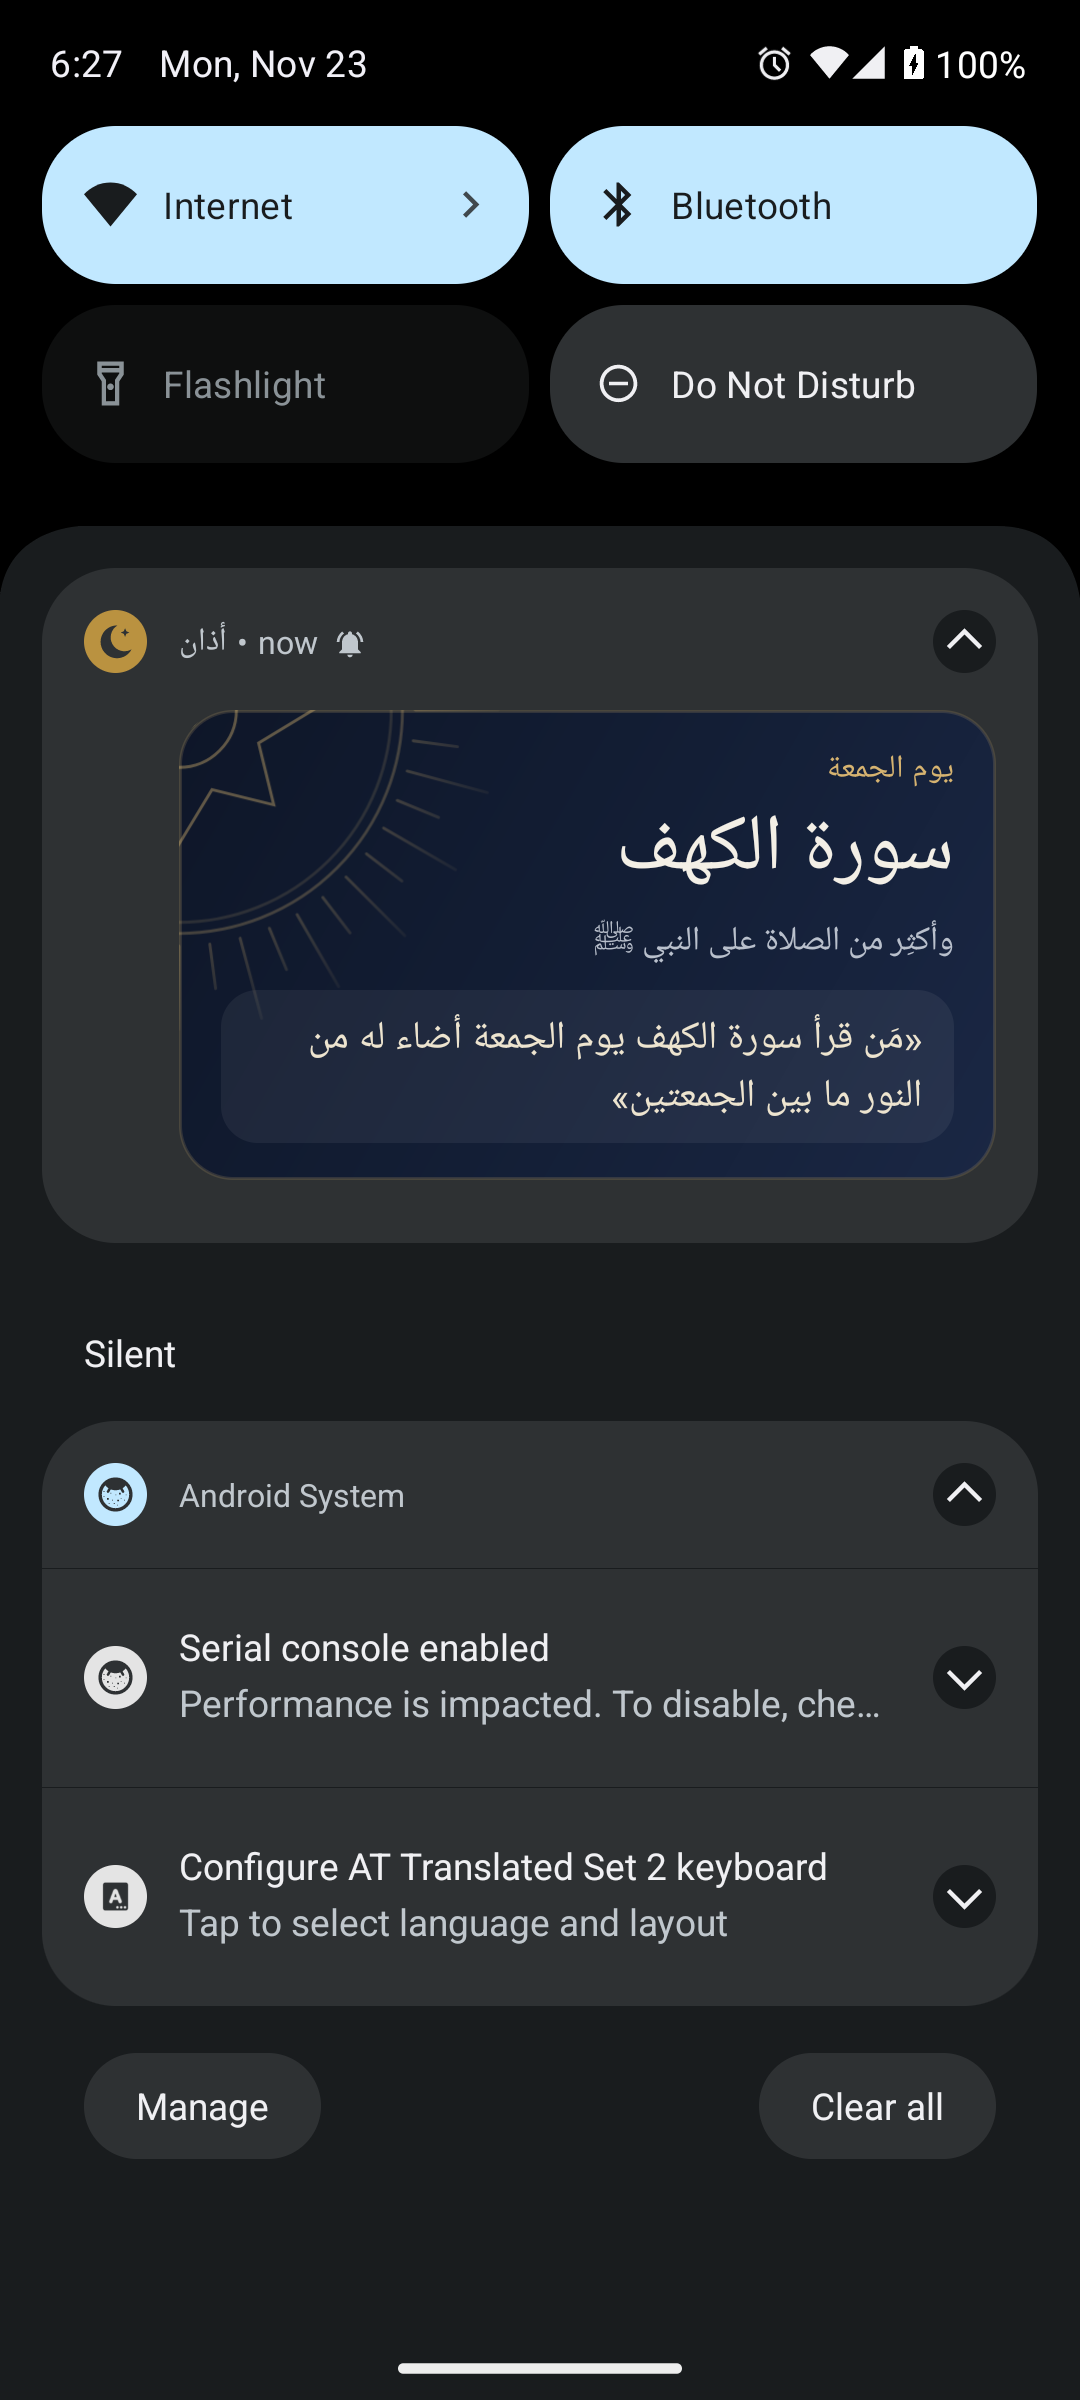 6:27 Mon, Nov 23 100%
Internet
Bluetooth
Flashlight
Do Not Disturb
أذان • now
يوم الجمعة
سورة الكهف
وأكثِر من الصلاة على النبي ﷺ
«مَن قرأ سورة الكهف يوم الجمعة أضاء له من
النور ما بين الجمعتين»
Silent
Android System
Serial console enabled
Performance is impacted. To disable, che…
Configure AT Translated Set 2 keyboard
Tap to select language and layout
Manage
Clear all